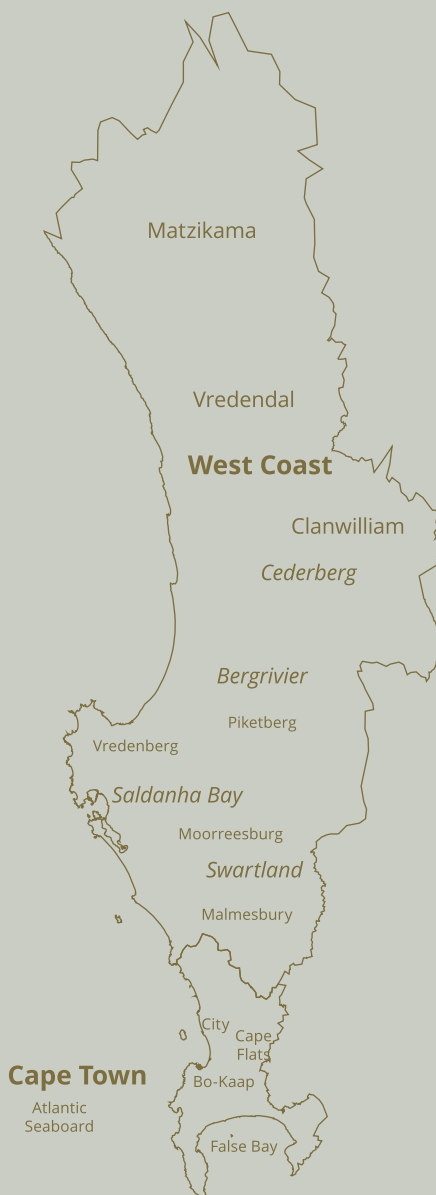 Matzikama
Vredendal
West Coast
Clanwilliam
Cederberg
Bergrivier
Piketberg
Vredenberg
Saldanha Bay
Moorreesburg
Swartland
Malmesbury
City
Cape
Flats
Cape Town
Bo-Kaap
Atlantic
Seaboard
False Bay